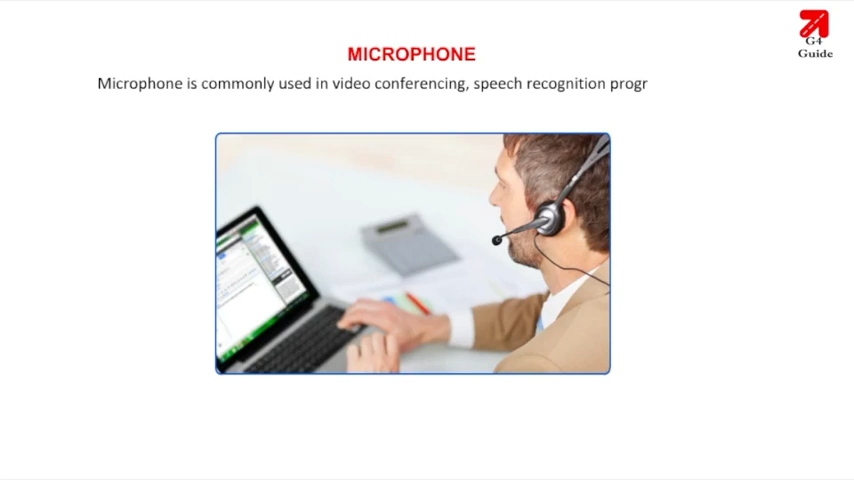 G4
Guide
MICROPHONE
Microphone is commonly used in video conferencing, speech recognition progr